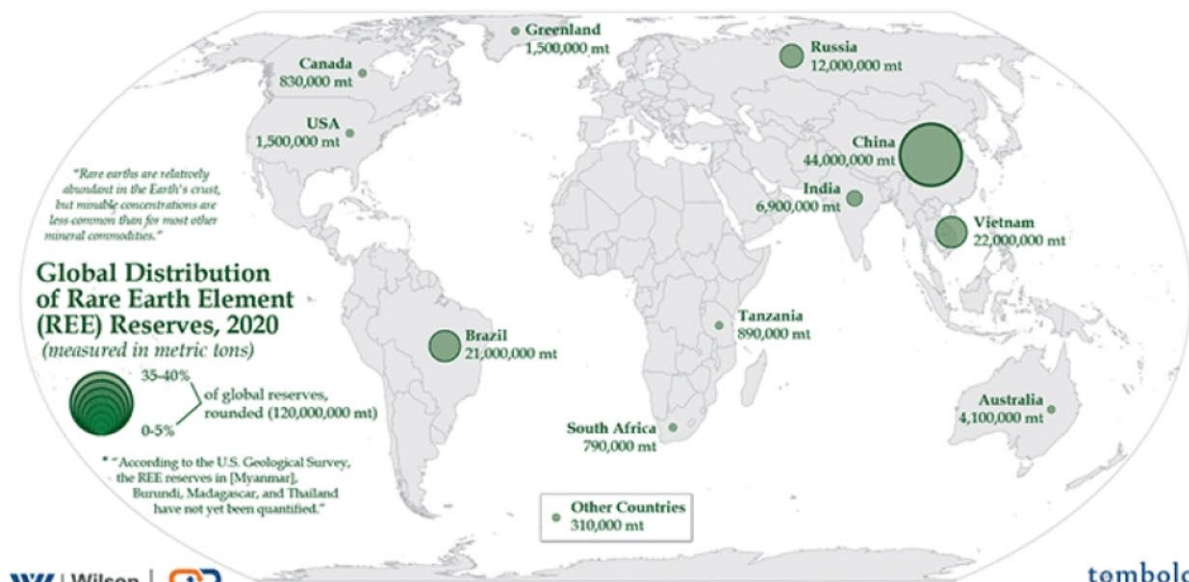 Greenland
1,500,000 mt
Russia
12,000,000 mt
Canada
830,000 mt
USA
1,500,000 mt
China
44,000,000 mt
"Rare earths are relatively
abundant in the Earth's crust,
but minable concentrations are
less common than for most other
mineral commodities."
India
6,900,000 mt
Vietnam
22,000,000 mt
Global Distribution
of Rare Earth Element
(REE) Reserves, 2020
(measured in metric tons)
35-40%
of global reserves,
rounded (120,000,000 mt)
0-5%
Brazil
21,000,000 mt
Tanzania
890,000 mt
Australia
4,100,000 mt
South Africa
790,000 mt
* "According to the U.S. Geological Survey,
the REE reserves in [Myanmar],
Burundi, Madagascar, and Thailand
have not yet been quantified."
Other Countries
310,000 mt
Wilson
tombolo